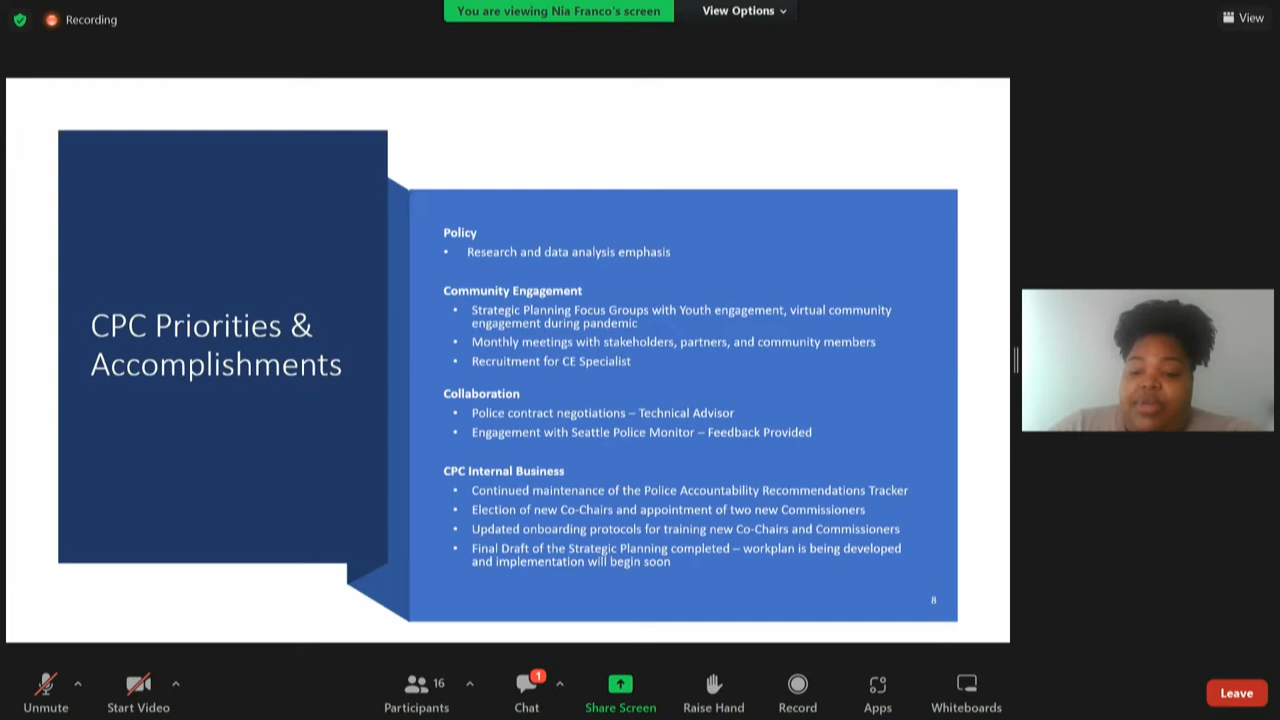 Recording
You are viewing Nia Franco's screen
View Options
View
CPC Priorities &
Accomplishments
Policy
• Research and data analysis emphasis
Community Engagement
• Strategic Planning Focus Groups with Youth engagement, virtual community
engagement during pandemic
• Monthly meetings with stakeholders, partners, and community members
• Recruitment for CE Specialist
Collaboration
• Police contract negotiations – Technical Advisor
• Engagement with Seattle Police Monitor – Feedback Provided
CPC Internal Business
• Continued maintenance of the Police Accountability Recommendations Tracker
• Election of new Co-Chairs and appointment of two new Commissioners
• Updated onboarding protocols for training new Co-Chairs and Commissioners
• Final Draft of the Strategic Planning completed – workplan is being developed
and implementation will begin soon
8
Unmute
Start Video
16
Participants
1
Chat
Share Screen
Raise Hand
Record
Apps
Whiteboards
Leave